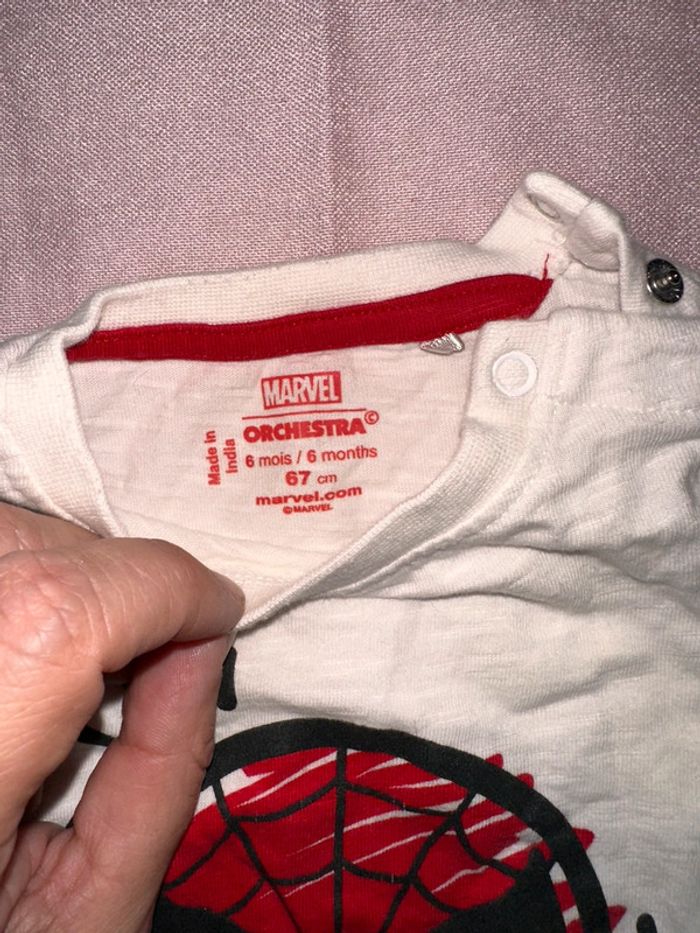 MARVEL
ORCHESTRA©
Made in
India
6 mois / 6 months
67 cm
marvel.com
©MARVEL